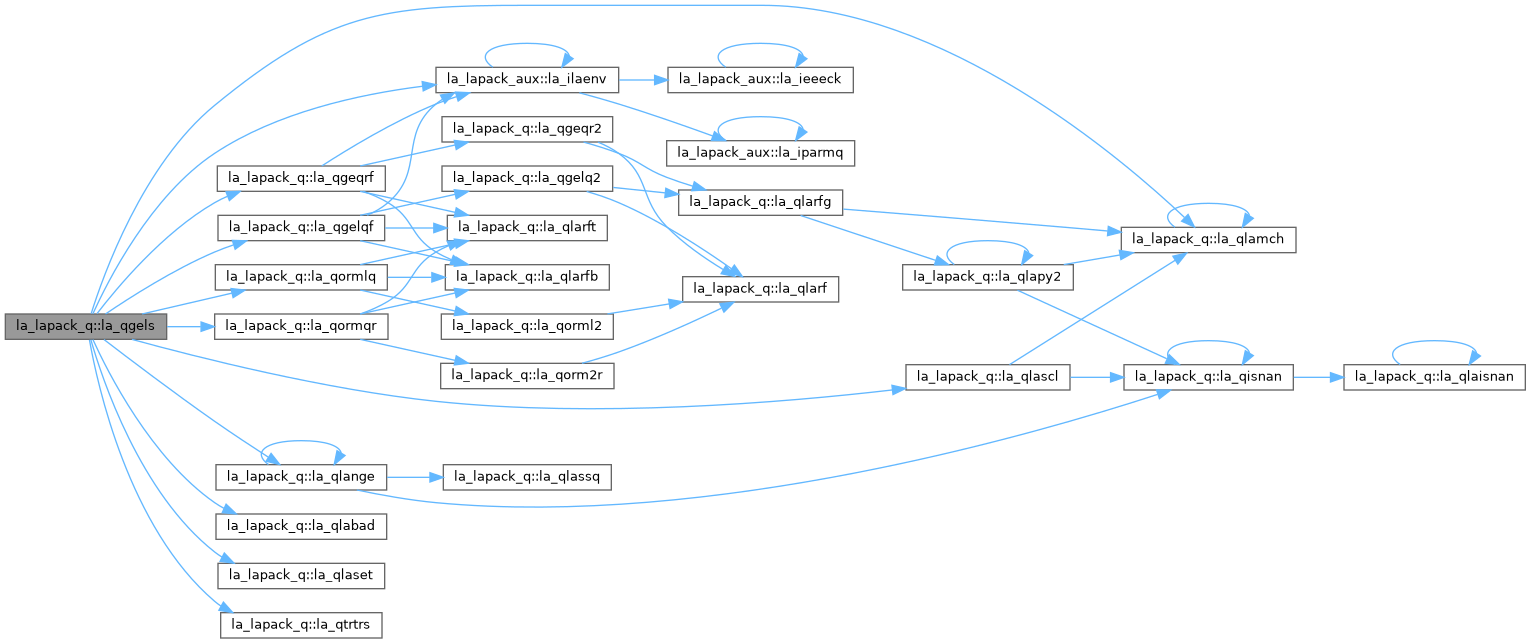 la_lapack_aux::la_ilaenv
la_lapack_aux::la_ieeeck
la_lapack_q::la_qgeqr2
la_lapack_aux::la_iparmq
la_lapack_q::la_qgeqrf
la_lapack_q::la_qgelq2
la_lapack_q::la_qlarfg
la_lapack_q::la_qgelqf
la_lapack_q::la_qlarft
la_lapack_q::la_qlamch
la_lapack_q::la_qormlq
la_lapack_q::la_qlarfb
la_lapack_q::la_qlapy2
la_lapack_q::la_qlarf
la_lapack_q::la_qgels
la_lapack_q::la_qormqr
la_lapack_q::la_qorml2
la_lapack_q::la_qorm2r
la_lapack_q::la_qlascl
la_lapack_q::la_qisnan
la_lapack_q::la_qlaisnan
la_lapack_q::la_qlange
la_lapack_q::la_qlassq
la_lapack_q::la_qlabad
la_lapack_q::la_qlaset
la_lapack_q::la_qtrtrs